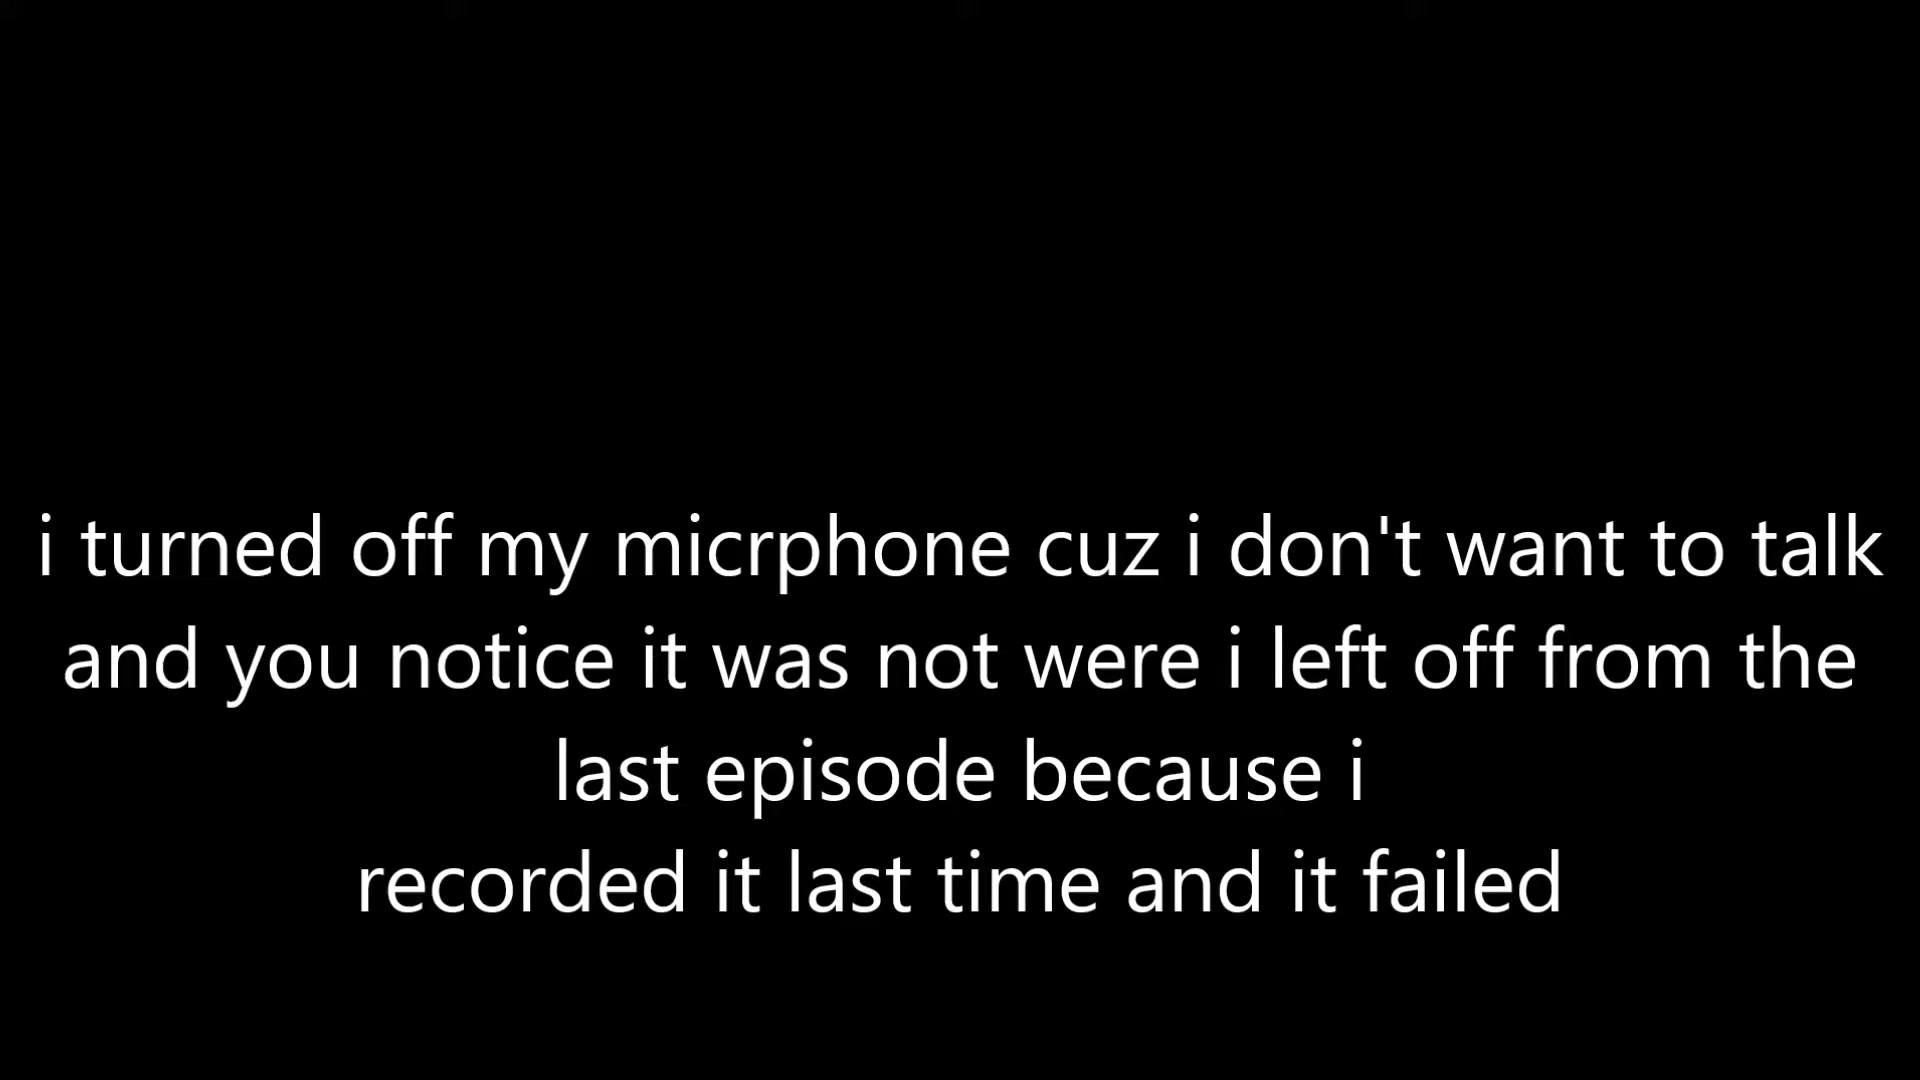 i turned off my micrphone cuz i don't want to talk
and you notice it was not were i left off from the
last episode because i
recorded it last time and it failed